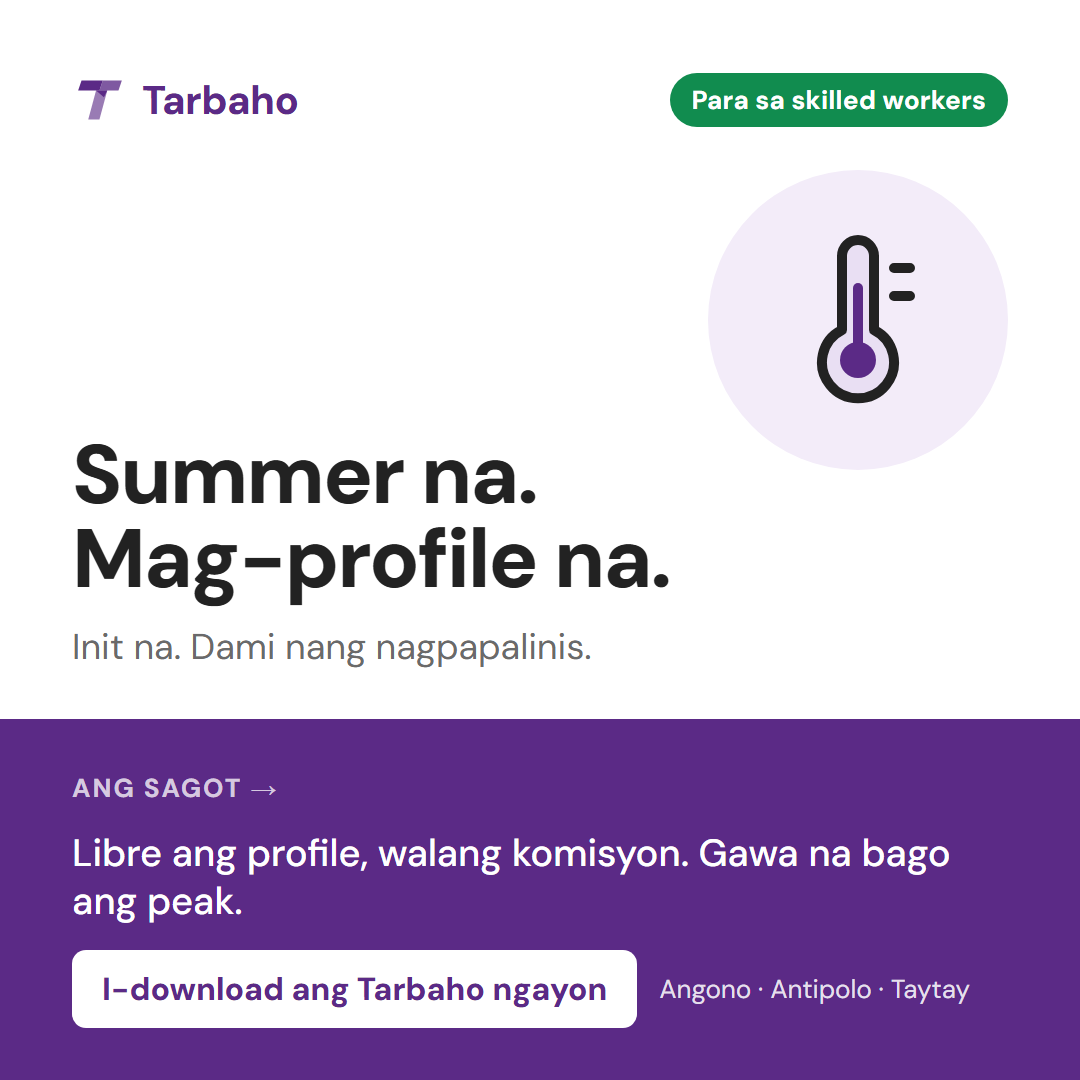 Tarbaho
Para sa skilled workers
Summer na.
Mag-profile na.
Init na. Dami nang nagpapalinis.
ANG SAGOT →
Libre ang profile, walang komisyon. Gawa na bago
ang peak.
I-download ang Tarbaho ngayon
Angono · Antipolo · Taytay